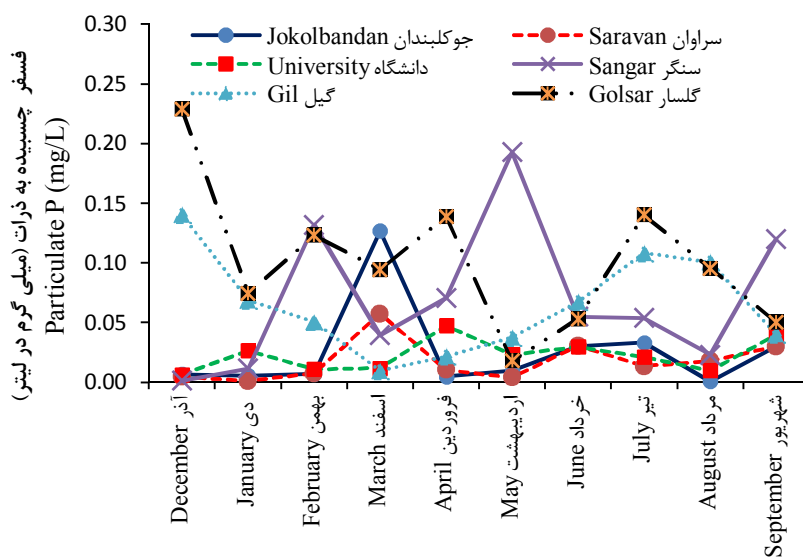 0.30
0.25
0.20
0.15
0.10
0.05
0.00
فسفر چسبیده به ذرات (میلی گرم در لیتر)
Particulate P (mg/L)
Jokolbandan جوکلبندان
Saravan سراوان
University دانشگاه
Sangar سنگر
Gil گیل
Golsar گلسار
December آذر
January دی
February بهمن
March اسفند
April فروردین
May اردیبهشت
June خرداد
July تیر
August مرداد
September شهریور